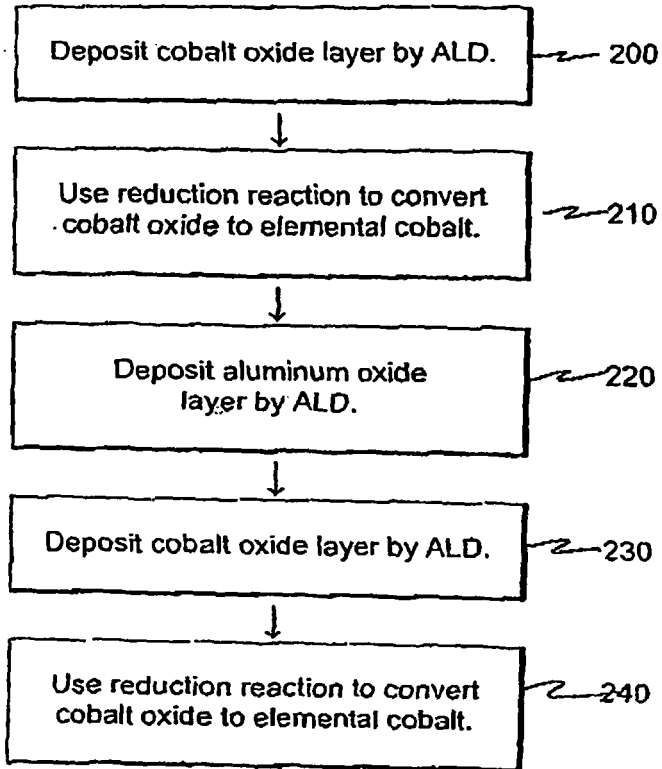 Deposit cobalt oxide layer by ALD.
200
Use reduction reaction to convert
cobalt oxide to elemental cobalt.
210
Deposit aluminum oxide
layer by ALD.
220
Deposit cobalt oxide layer by ALD.
230
Use reduction reaction to convert
cobalt oxide to elemental cobalt.
240